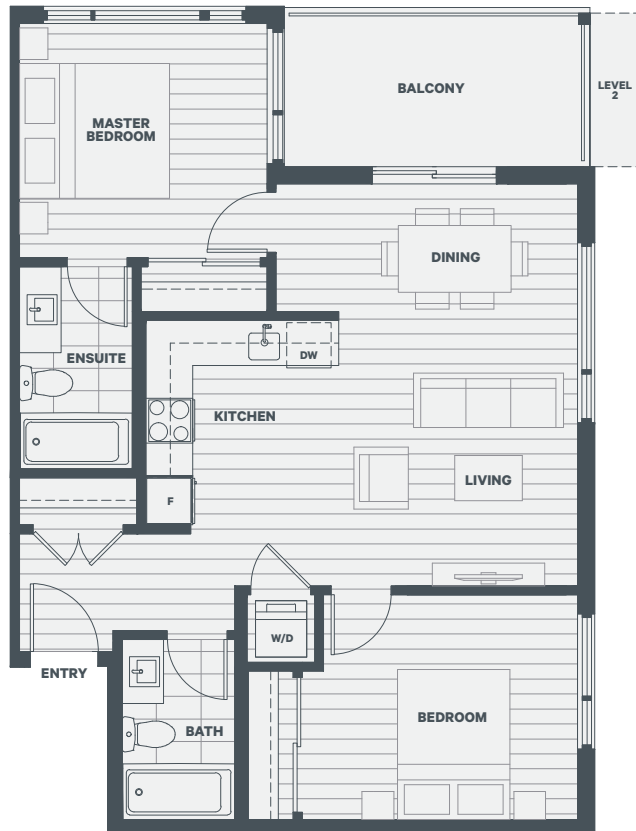 BALCONY
LEVEL
2
MASTER
BEDROOM
DINING
DW
ENSUITE
KITCHEN
LIVING
F
W/D
ENTRY
BATH
BEDROOM